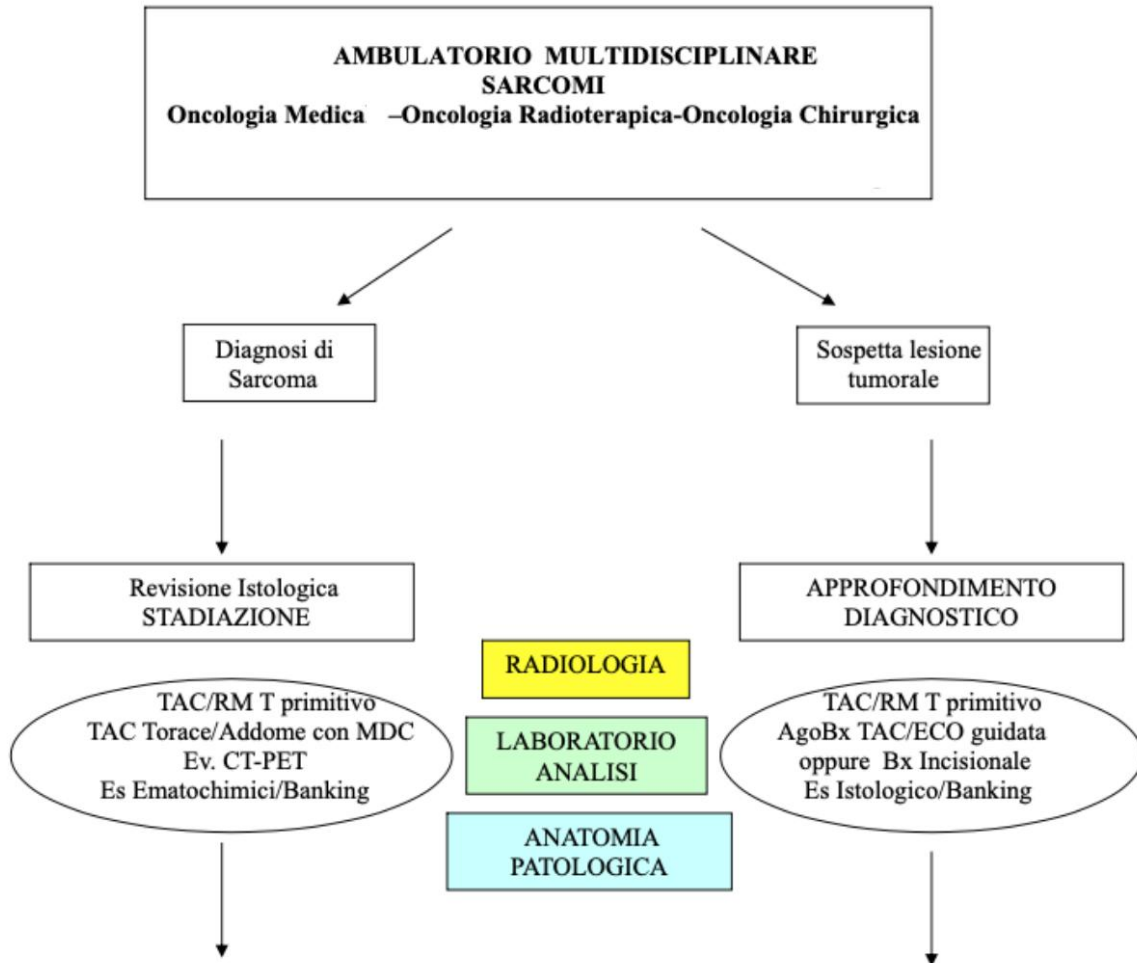 AMBULATORIO MULTIDISCIPLINARE
SARCOMI
Oncologia Medica –Oncologia Radioterapica-Oncologia Chirurgica
Diagnosi di
Sarcoma
Sospetta lesione
tumorale
Revisione Istologica
STADIAZIONE
APPROFONDIMENTO
DIAGNOSTICO
RADIOLOGIA
TAC/RM T primitivo
TAC Torace/Addome con MDC
Ev. CT-PET
Es Ematochimici/Banking
LABORATORIO
ANALISI
TAC/RM T primitivo
AgoBx TAC/ECO guidata
oppure Bx Incisionale
Es Istologico/Banking
ANATOMIA
PATOLOGICA